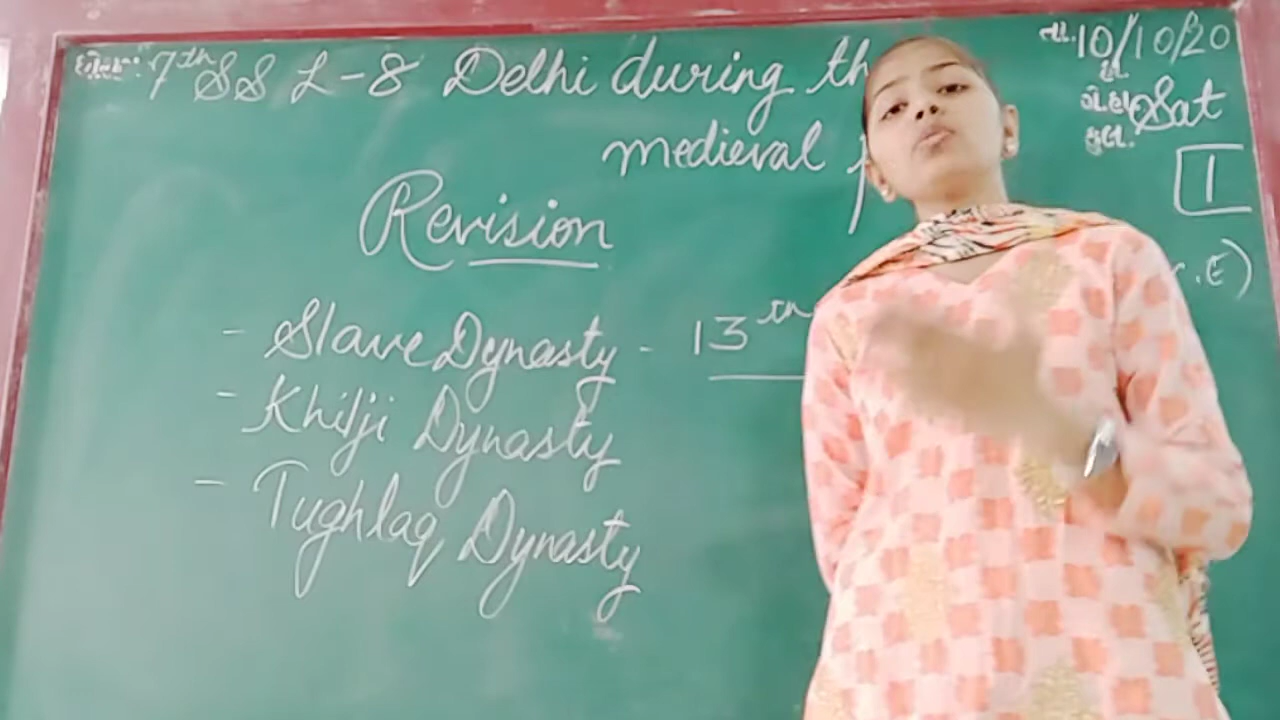 7th SS L-8 Delhi during th
medieval p
Revision
- Slave Dynasty - 13th
- Khilji Dynasty
- Tughlaq Dynasty
તા. 10/10/20
Sat
1
.E)